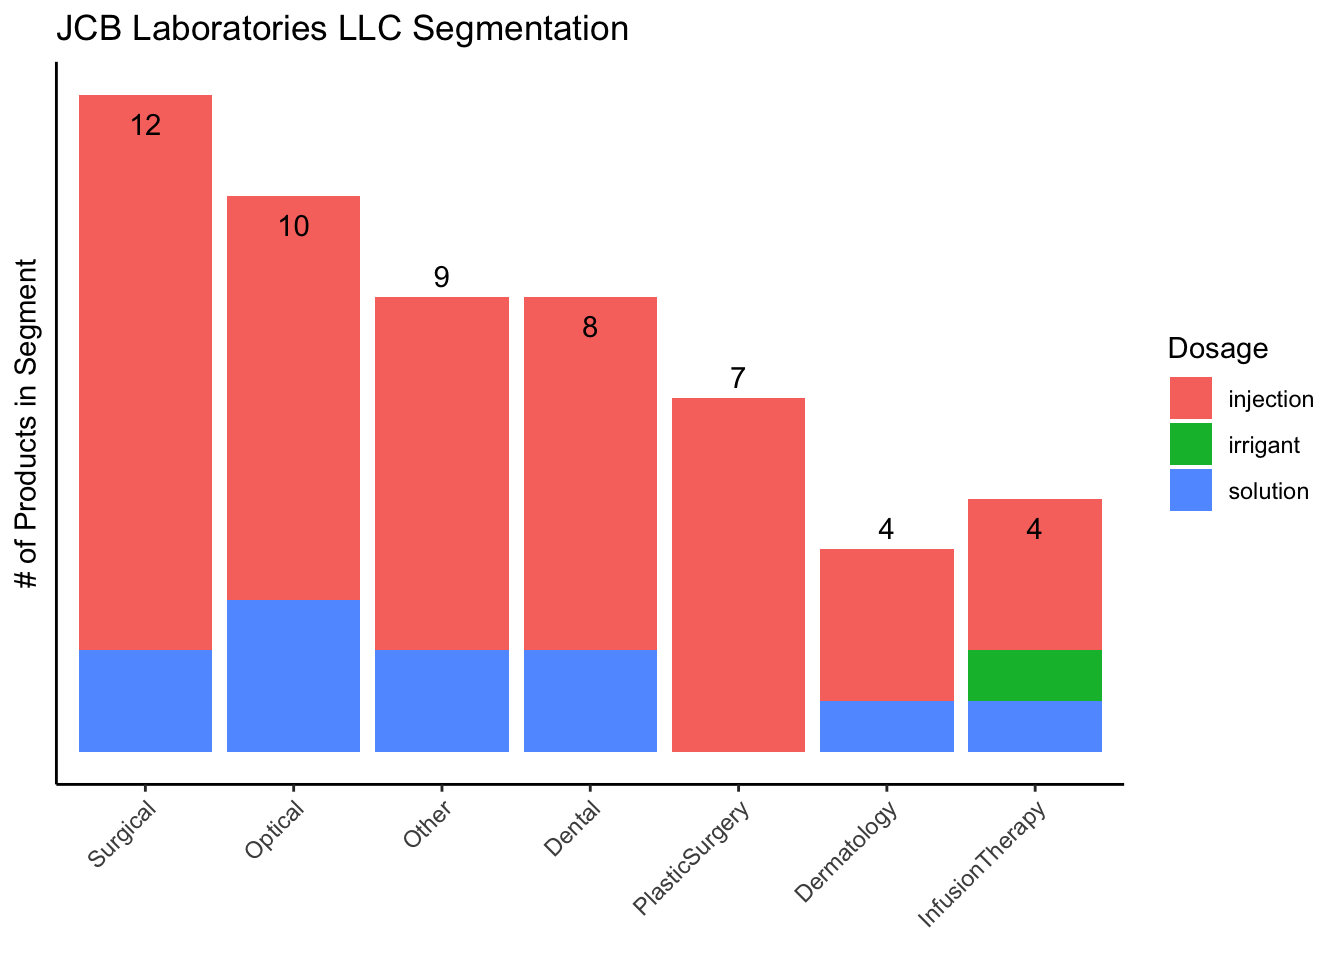 JCB Laboratories LLC Segmentation
# of Products in Segment
12
10
9
8
7
4
4
Surgical
Optical
Other
Dental
PlasticSurgery
Dermatology
InfusionTherapy
Dosage
injection
irrigant
solution